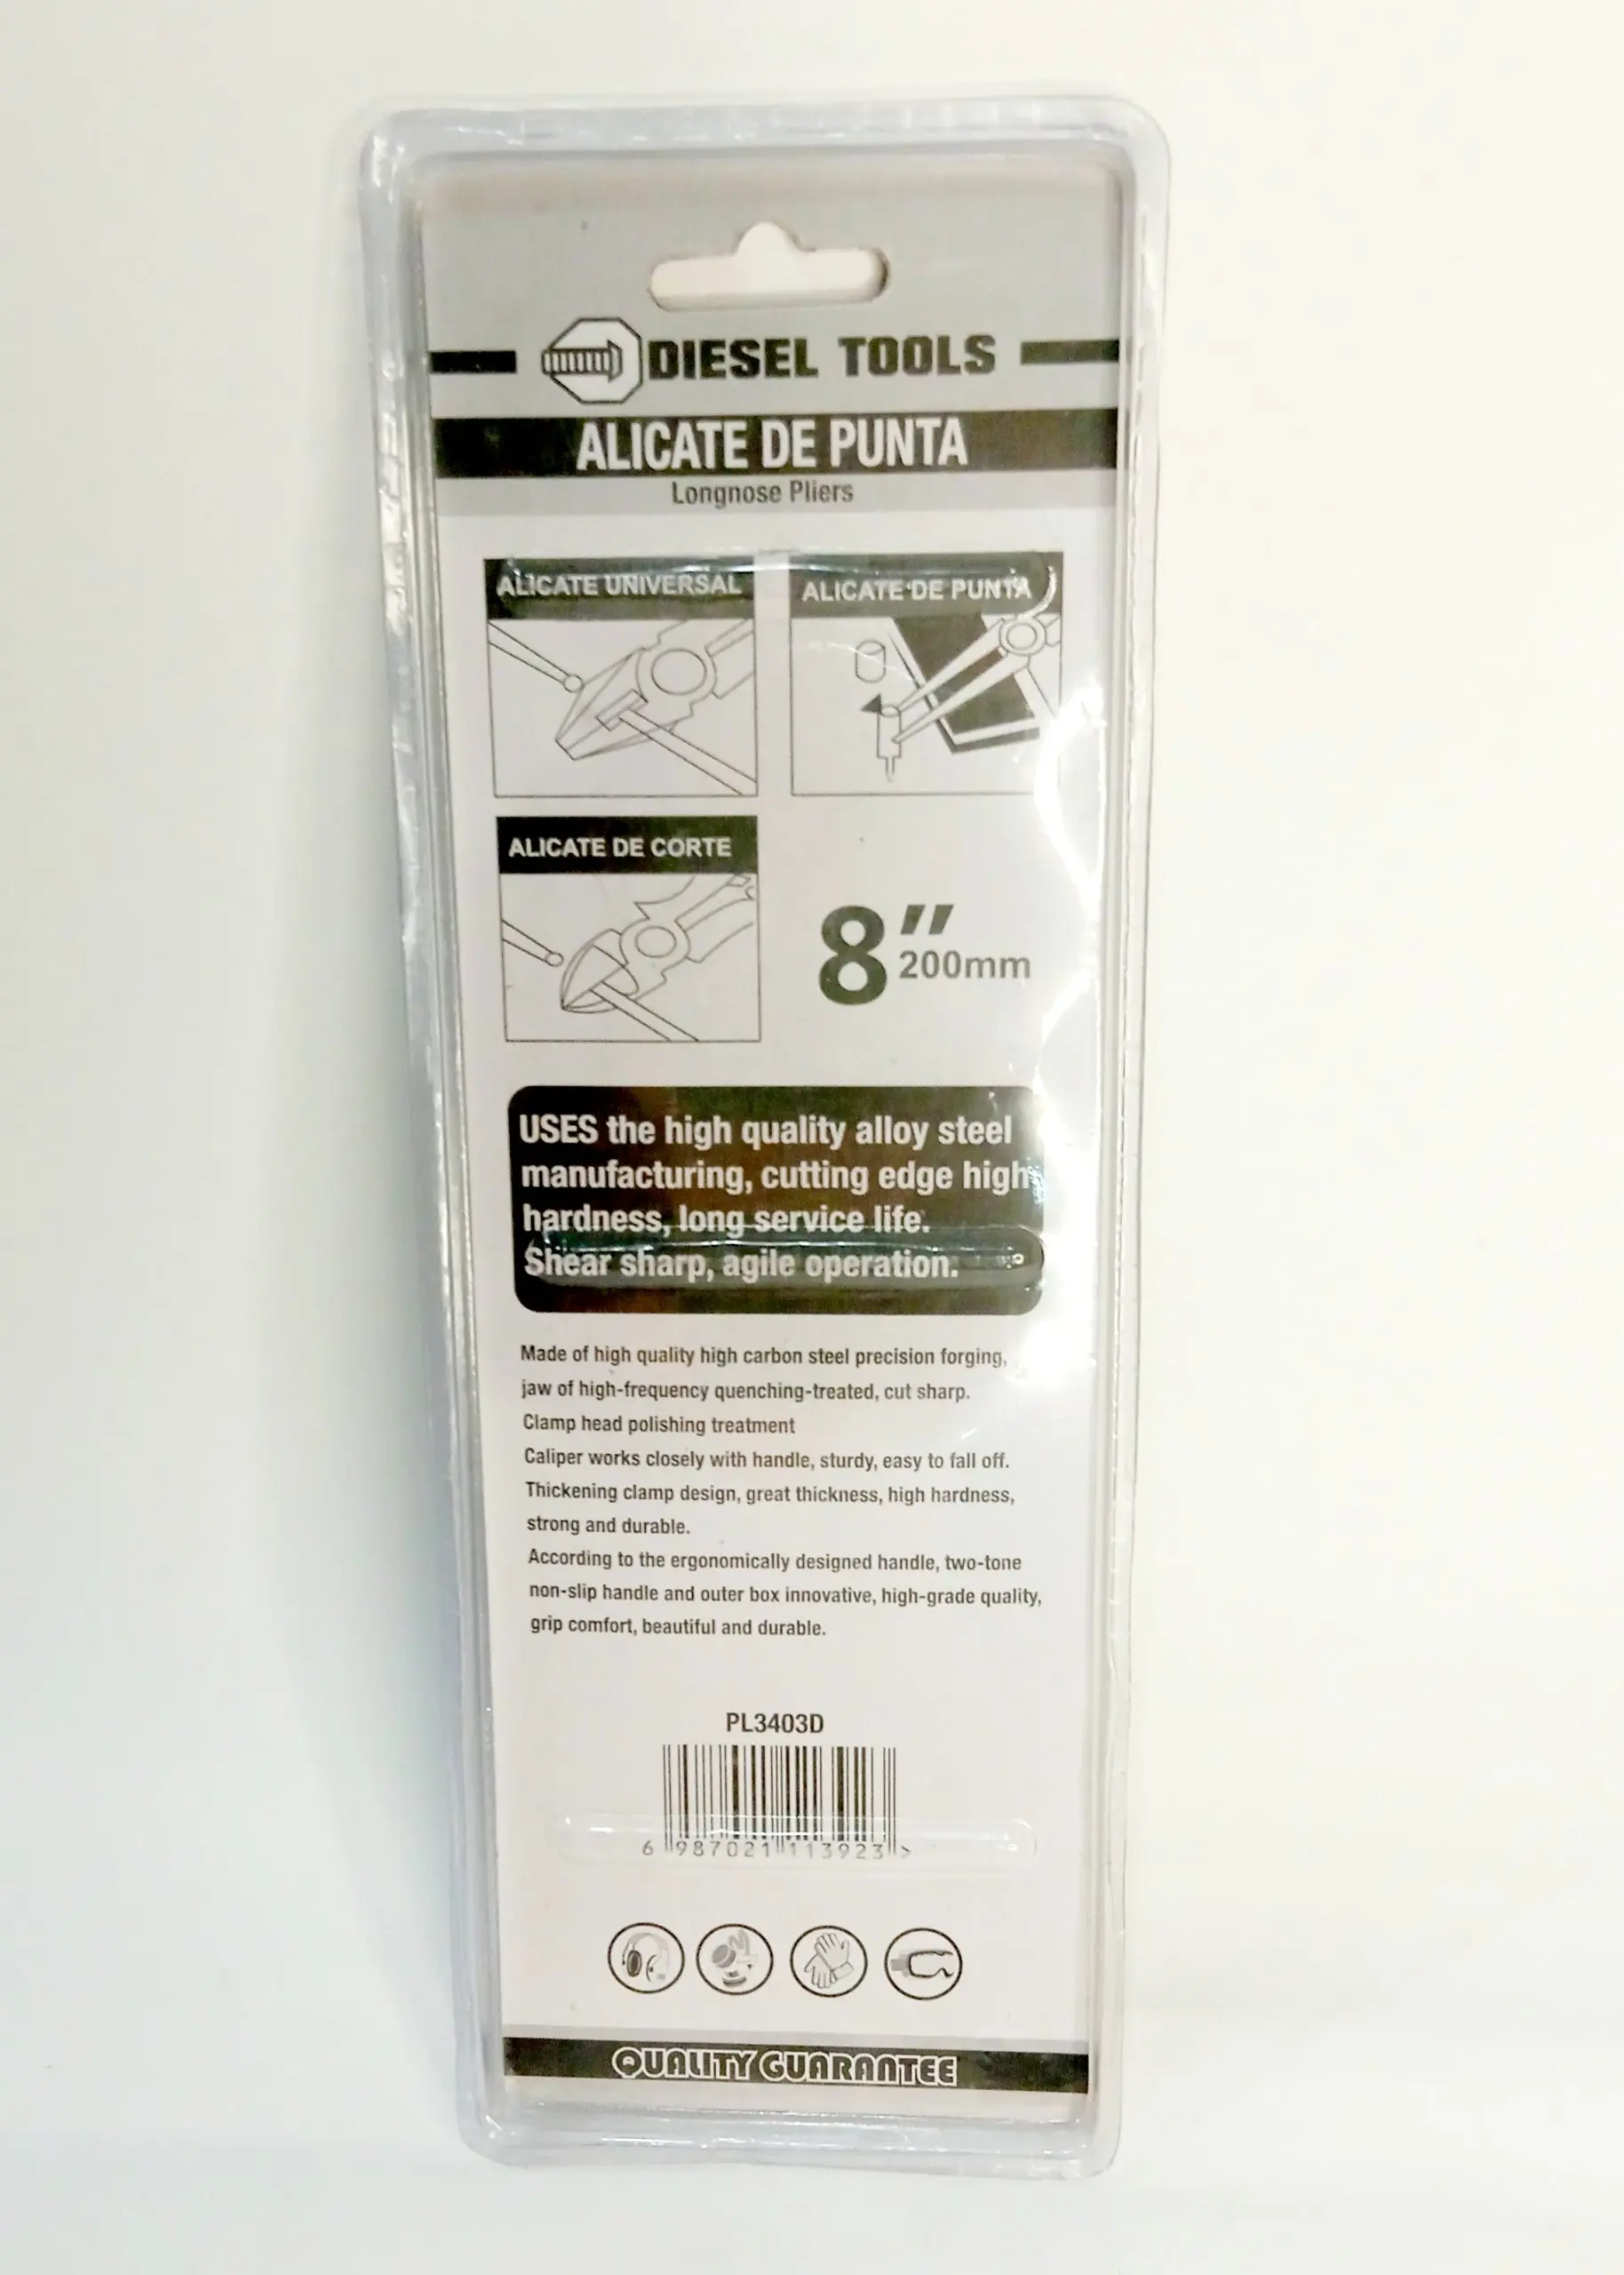 DIESEL TOOLS
ALICATE DE PUNTA
Longnose Pliers
ALICATE UNIVERSAL
ALICATE DE PUNTA
ALICATE DE CORTE
8"
200mm
USES the high quality alloy steel
manufacturing, cutting edge high
hardness, long service life.
Shear sharp, agile operation.
Made of high quality high carbon steel precision forging,
jaw of high-frequency quenching-treated, cut sharp.
Clamp head polishing treatment
Caliper works closely with handle, sturdy, easy to fall off.
Thickening clamp design, great thickness, high hardness,
strong and durable.
According to the ergonomically designed handle, two-tone
non-slip handle and outer box innovative, high-grade quality,
grip comfort, beautiful and durable.
PL3403D
6 987021 113923 >
QUALITY GUARANTEE